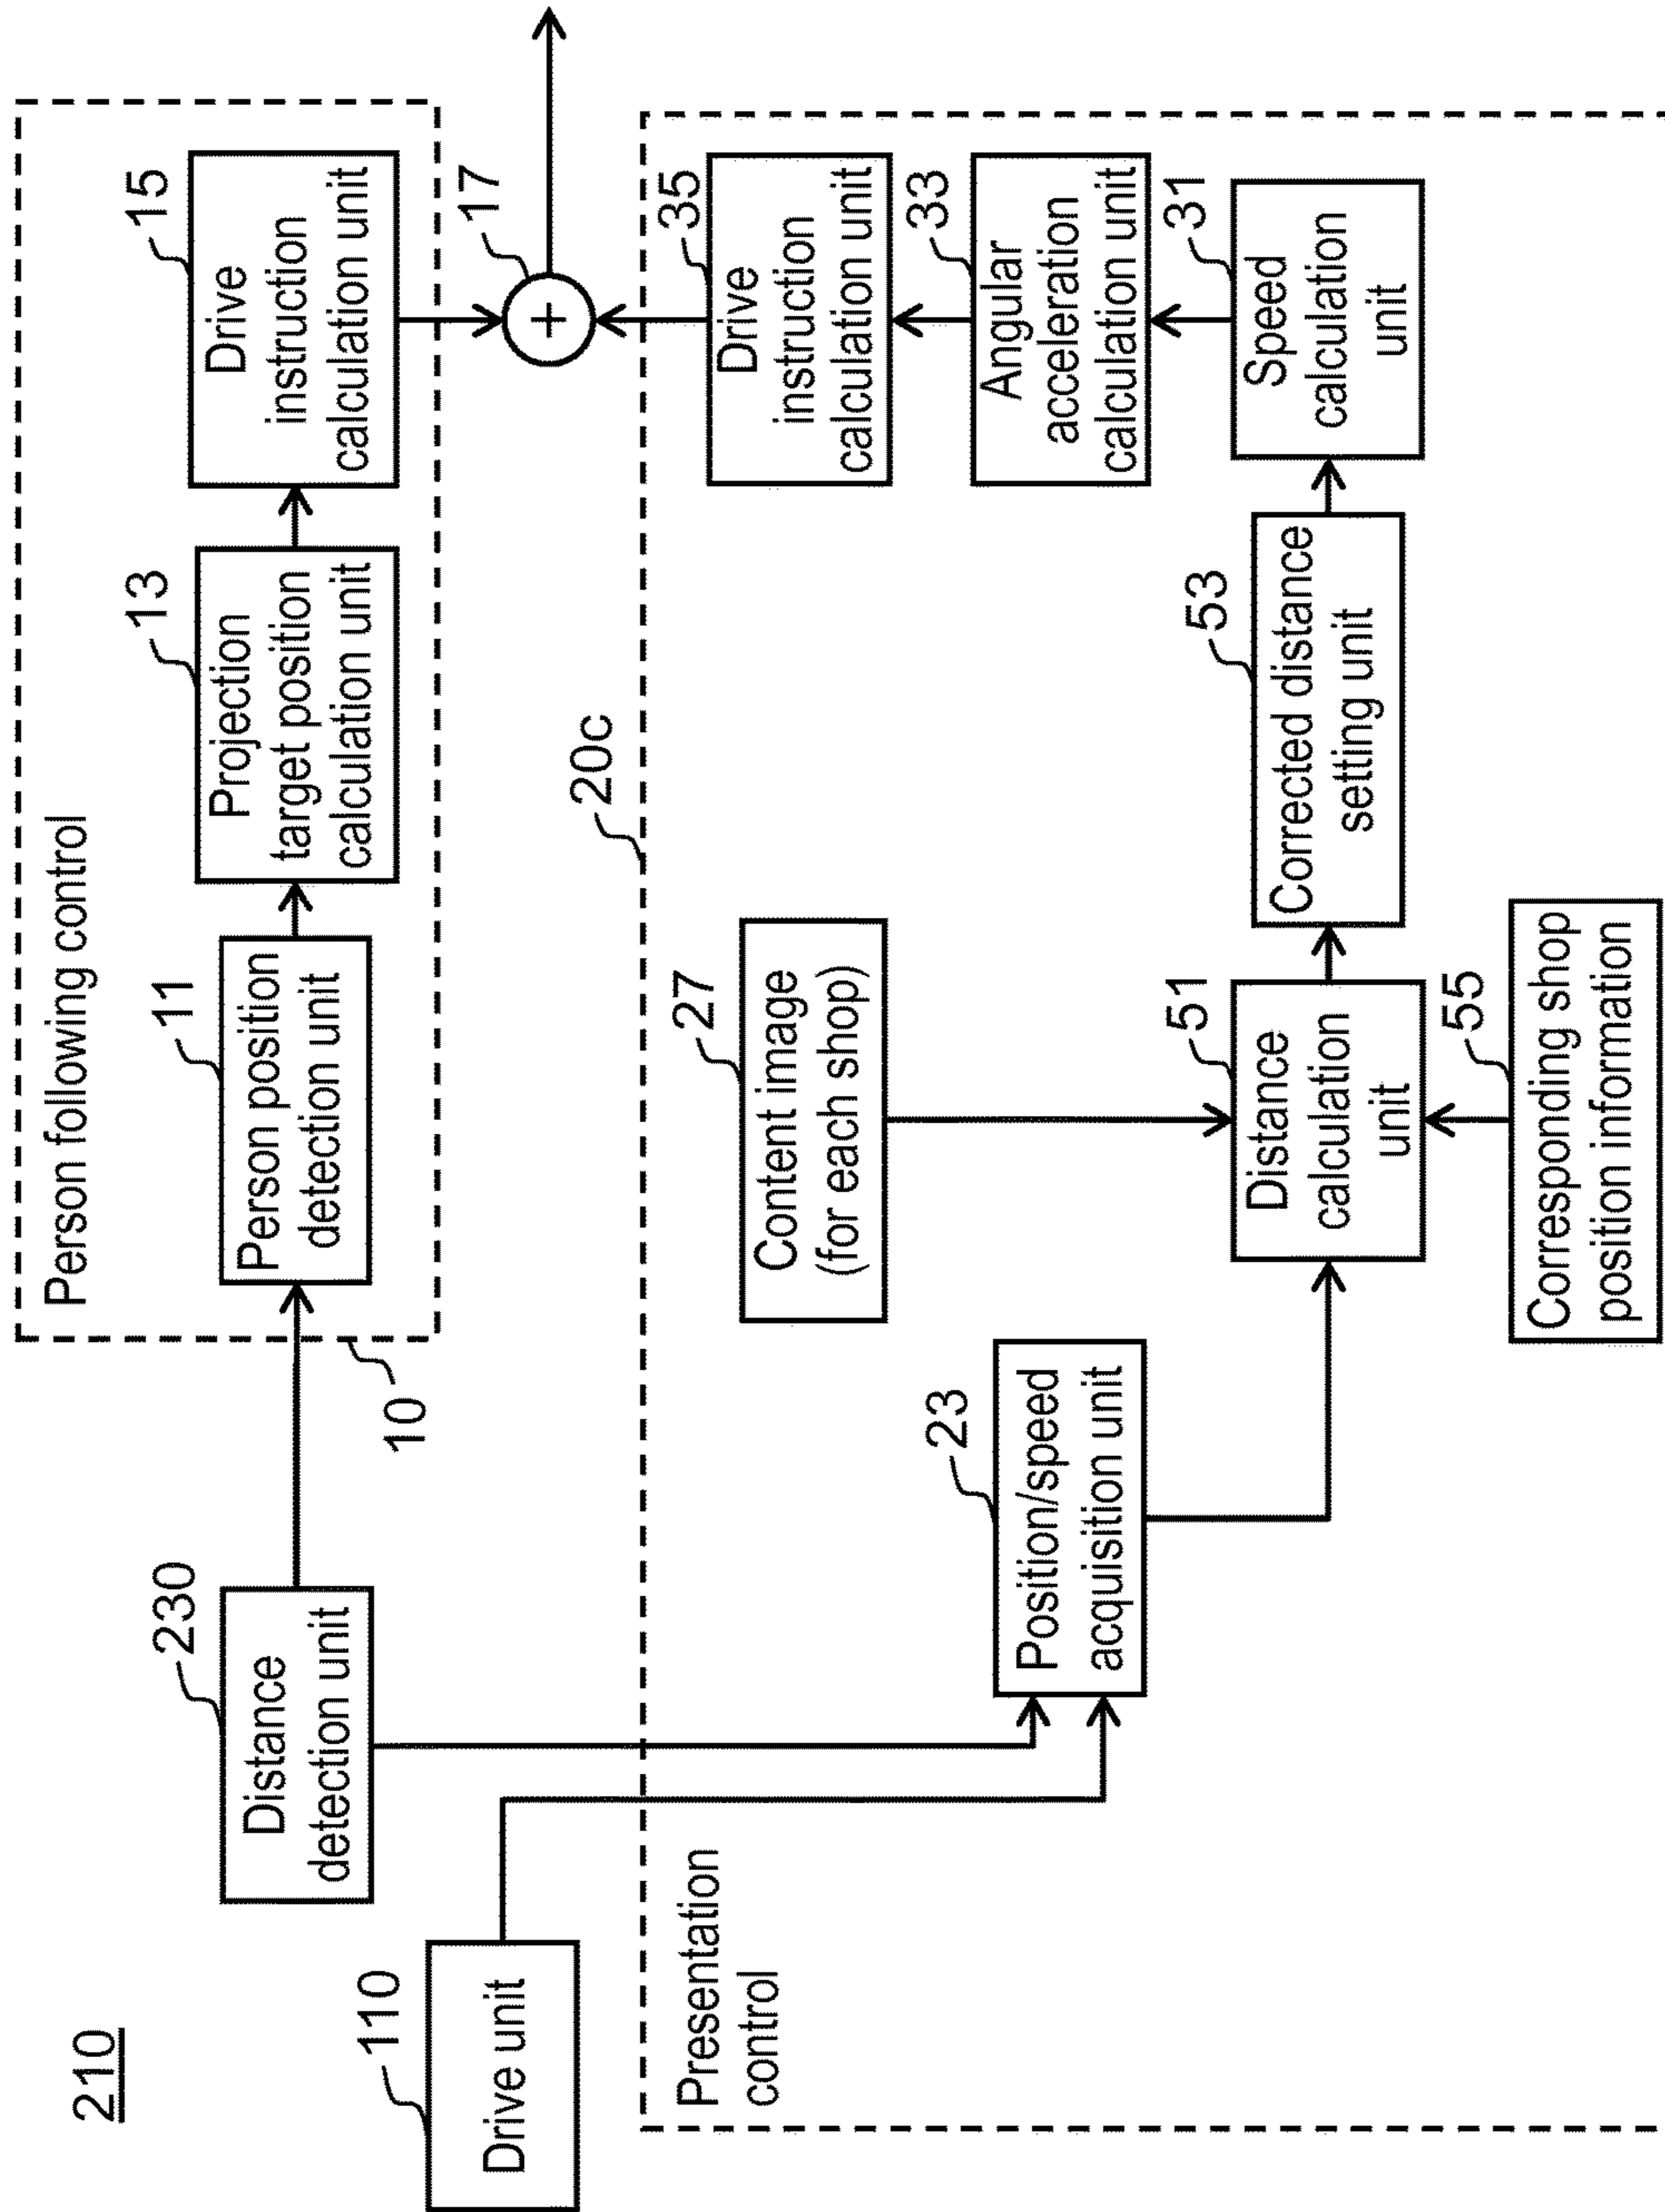 210
Person following control
230
Distance
detection unit
11
Person position
detection unit
13
Projection
target position
calculation unit
15
Drive
instruction
calculation unit
110
Drive unit
10
17
+
20c
Presentation
control
23
Position/speed
acquisition unit
27
Content image
(for each shop)
35
Drive
instruction
calculation unit
33
Angular
acceleration
calculation unit
51
Distance
calculation
unit
53
Corrected distance
setting unit
31
Speed
calculation
unit
55
Corresponding shop
position information